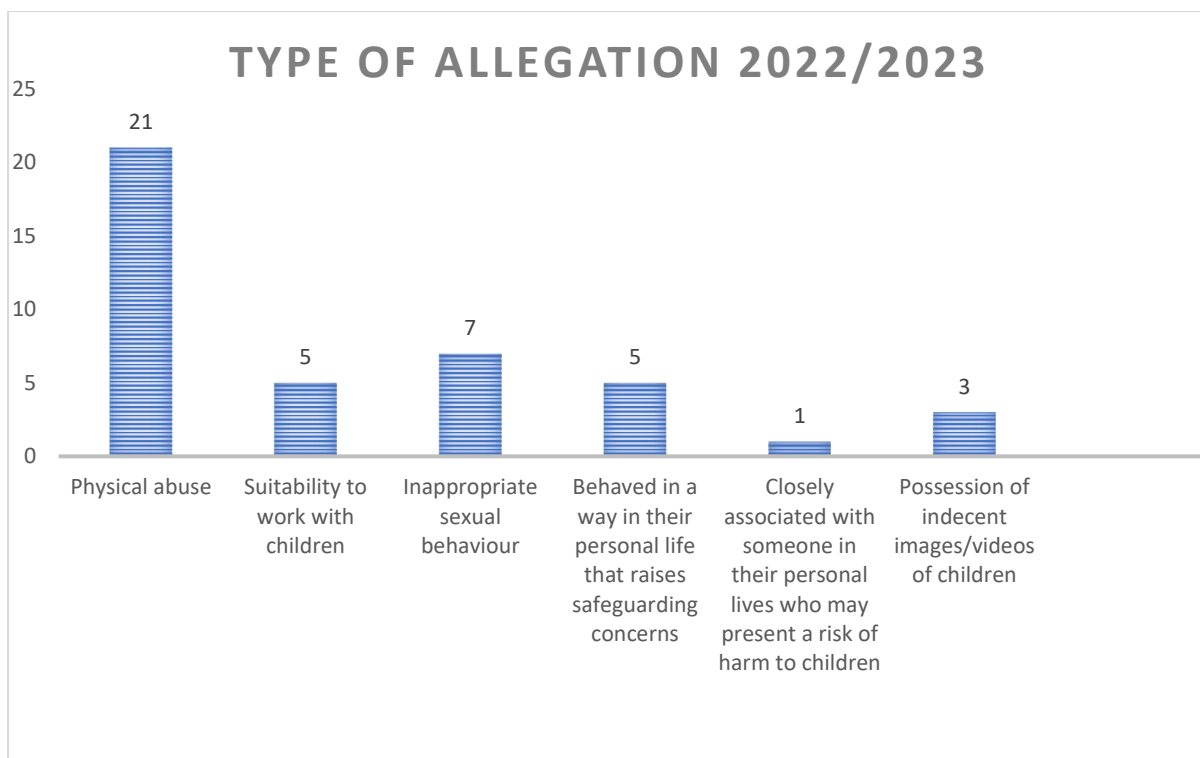 TYPE OF ALLEGATION 2022/2023
25
20
15
10
5
0
21
5
7
5
1
3
Physical abuse
Suitability to
work with
children
Inappropriate
sexual
behaviour
Behaved in a
way in their
personal life
that raises
safeguarding
concerns
Closely
associated with
someone in
their personal
lives who may
present a risk of
harm to children
Possession of
indecent
images/videos
of children